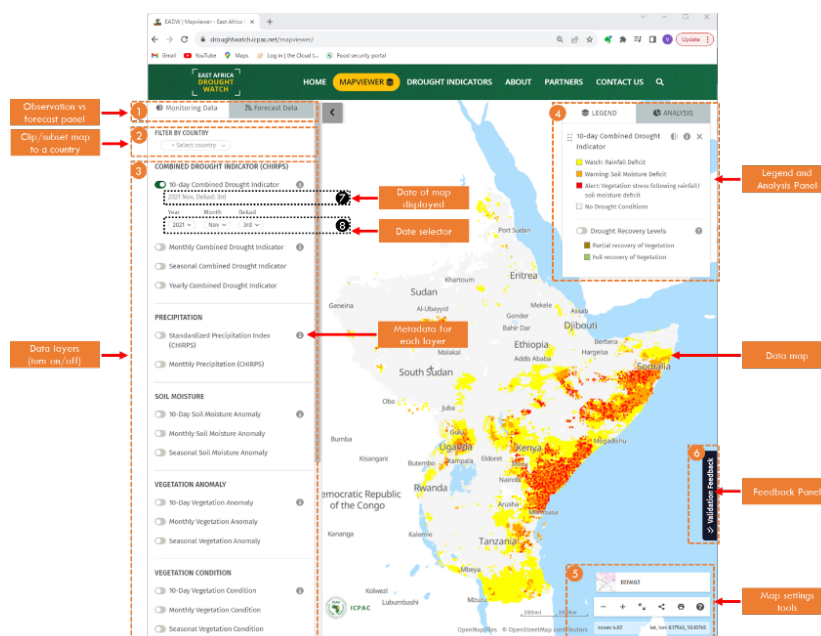 EADW | Mapviewer - East Africa
droughtwatch.icpac.net/mapviewer/
Update
Gmail
YouTube
Maps
Log in | the Cloud t...
Food security portal
EAST AFRICA
DROUGHT
WATCH
HOME
MAPVIEWER
DROUGHT INDICATORS
ABOUT
PARTNERS
CONTACT US
Observation vs
forecast panel
1
Monitoring Data
Forecast Data
Clip/subset map
to a country
2
FILTER BY COUNTRY
Select country
3
COMBINED DROUGHT INDICATOR (CHIRPS)
10-day Combined Drought Indicator
2021 Nov, Dekad: 3rd
7
Date of map
displayed
Year
Month
Dekad
2021
Nov
3rd
8
Date selector
Monthly Combined Drought Indicator
Seasonal Combined Drought Indicator
Yearly Combined Drought Indicator
PRECIPITATION
Standardized Precipitation Index
(CHIRPS)
Metadata for
each layer
Monthly Precipitation (CHIRPS)
Data layers
(turn on/off)
SOIL MOISTURE
10-Day Soil Moisture Anomaly
Monthly Soil Moisture Anomaly
Seasonal Soil Moisture Anomaly
VEGETATION ANOMALY
10-Day Vegetation Anomaly
Monthly Vegetation Anomaly
Seasonal Vegetation Anomaly
VEGETATION CONDITION
10-Day Vegetation Condition
Monthly Vegetation Condition
Seasonal Vegetation Condition
4
LEGEND
ANALYSIS
10-day Combined Drought
Indicator
Watch: Rainfall Deficit
Warning: Soil Moisture Deficit
Alert: Vegetation stress following rainfall/
soil moisture deficit
No Drought Conditions
Drought Recovery Levels
Partial recovery of Vegetation
Full recovery of Vegetation
Legend and
Analysis Panel
Port Sudan
Khartoum
Eritrea
Sudan
Geneina
Al-Ubayyid
Mekele
Assab
Gonder
Bahir Dar
Djibouti
Malakal
Ethiopia
Addis Ababa
Berbera
Hargeisa
Data map
Somalia
South Sudan
Obo
Juba
Bumba
Gulu
Mogadishu
Kisangani
Uganda
Kenya
Butembo
Kampala
Eldoret
Meru
Nairobi
emocratic Republic
of the Congo
Rwanda
Arusha
Mombasa
Kananga
Kalemie
Tanzania
Mbeya
Kolwezi
Lubumbashi
Mzuzu
6
Validation Feedback
Feedback Panel
5
DEFAULT
Map settings
tools
ICPAC
OpenMapTiles © OpenStreetMap contributors